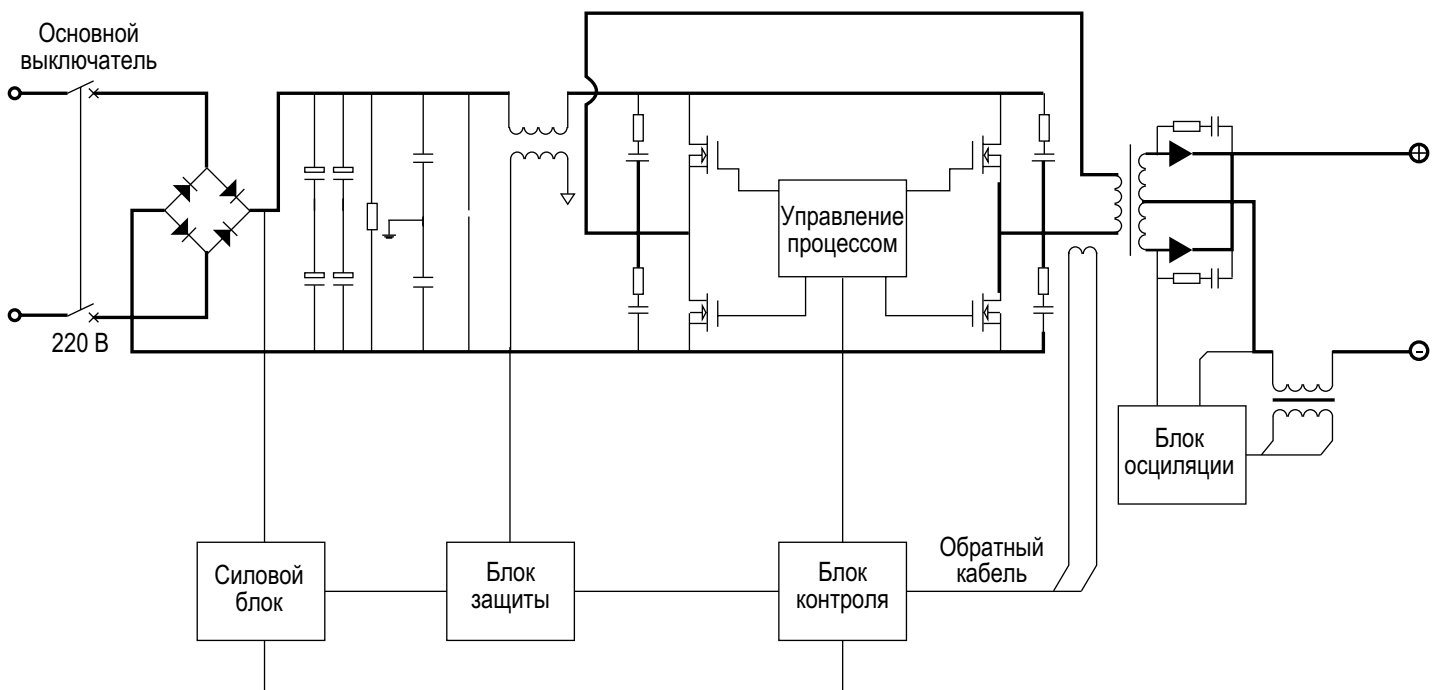 Основной
выключатель
220 В
Управление
процессом
Блок
осциляции
Обратный
кабель
Силовой
блок
Блок
защиты
Блок
контроля